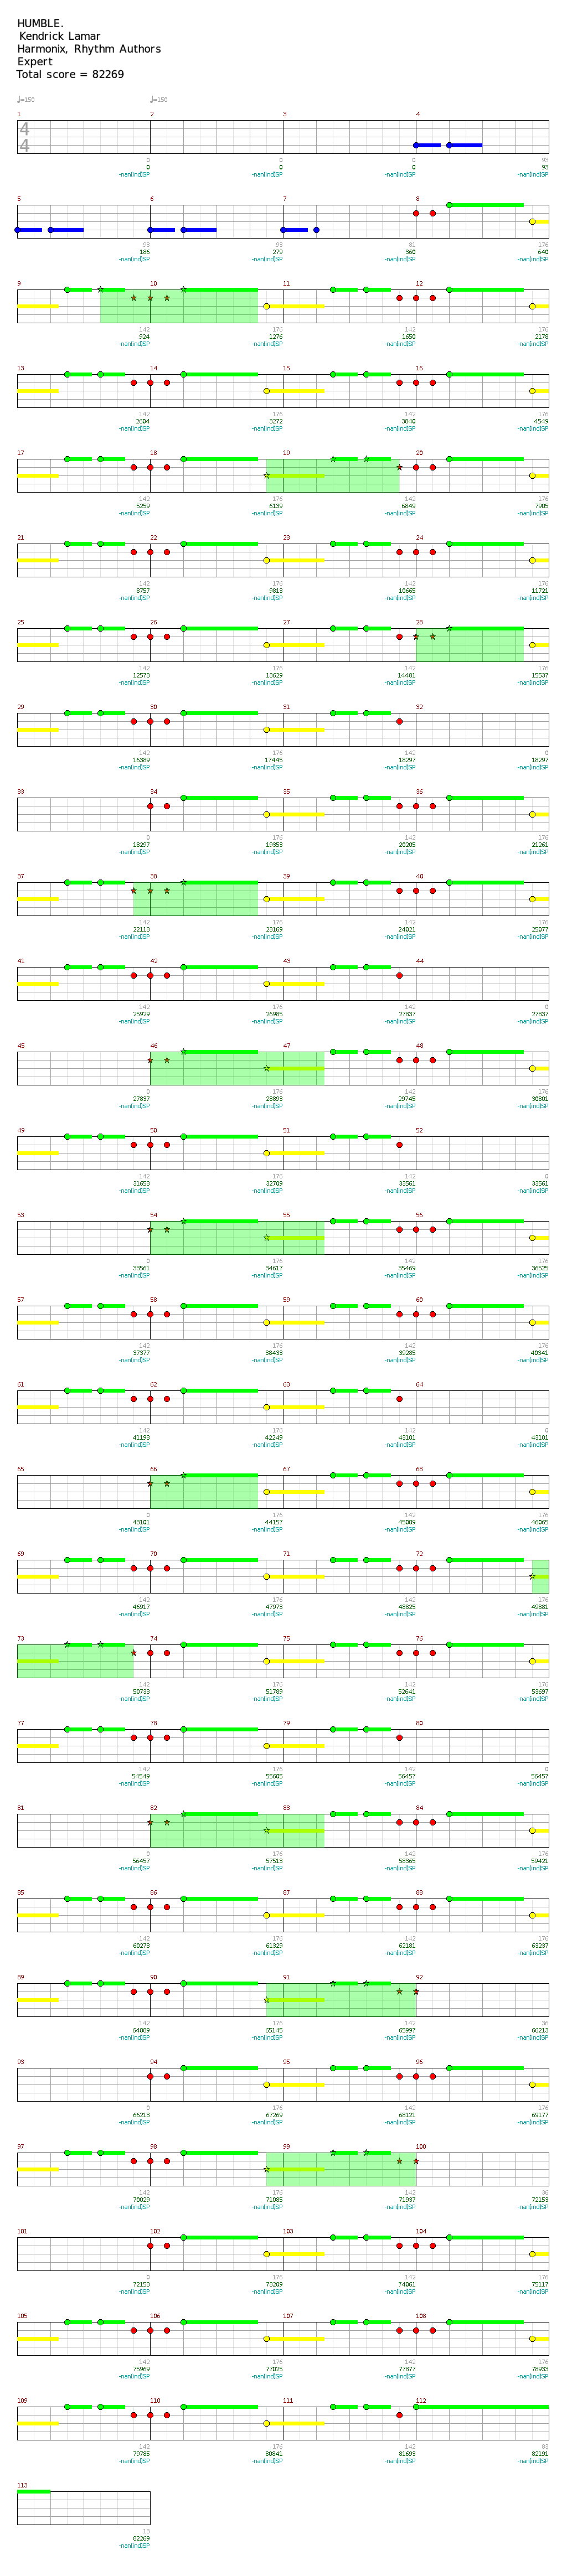 HUMBLE.
Kendrick Lamar
Harmonix, Rhythm Authors
Expert
Total score = 82269
♩=150 ♩=150
1 2 3 4
4
4
0 0 0 93
0 0 0 93
-nan(ind)SP -nan(ind)SP -nan(ind)SP -nan(ind)SP
5 6 7 8
93 93 81 176
186 279 360 640
-nan(ind)SP -nan(ind)SP -nan(ind)SP -nan(ind)SP
9 10 11 12
142 176 142 176
924 1276 1650 2178
-nan(ind)SP -nan(ind)SP -nan(ind)SP -nan(ind)SP
13 14 15 16
142 176 142 176
2604 3272 3840 4549
-nan(ind)SP -nan(ind)SP -nan(ind)SP -nan(ind)SP
17 18 19 20
142 176 142 176
5259 6139 6849 7905
-nan(ind)SP -nan(ind)SP -nan(ind)SP -nan(ind)SP
21 22 23 24
142 176 142 176
8757 9813 10665 11721
-nan(ind)SP -nan(ind)SP -nan(ind)SP -nan(ind)SP
25 26 27 28
142 176 142 176
12573 13629 14481 15537
-nan(ind)SP -nan(ind)SP -nan(ind)SP -nan(ind)SP
29 30 31 32
142 176 142 0
16389 17445 18297 18297
-nan(ind)SP -nan(ind)SP -nan(ind)SP -nan(ind)SP
33 34 35 36
0 176 142 176
18297 19353 20205 21261
-nan(ind)SP -nan(ind)SP -nan(ind)SP -nan(ind)SP
37 38 39 40
142 176 142 176
22113 23169 24021 25077
-nan(ind)SP -nan(ind)SP -nan(ind)SP -nan(ind)SP
41 42 43 44
142 176 142 0
25929 26985 27837 27837
-nan(ind)SP -nan(ind)SP -nan(ind)SP -nan(ind)SP
45 46 47 48
0 176 142 176
27837 28893 29745 30801
-nan(ind)SP -nan(ind)SP -nan(ind)SP -nan(ind)SP
49 50 51 52
142 176 142 0
31653 32709 33561 33561
-nan(ind)SP -nan(ind)SP -nan(ind)SP -nan(ind)SP
53 54 55 56
0 176 142 176
33561 34617 35469 36525
-nan(ind)SP -nan(ind)SP -nan(ind)SP -nan(ind)SP
57 58 59 60
142 176 142 176
37377 38433 39285 40341
-nan(ind)SP -nan(ind)SP -nan(ind)SP -nan(ind)SP
61 62 63 64
142 176 142 0
41193 42249 43101 43101
-nan(ind)SP -nan(ind)SP -nan(ind)SP -nan(ind)SP
65 66 67 68
0 176 142 176
43101 44157 45009 46065
-nan(ind)SP -nan(ind)SP -nan(ind)SP -nan(ind)SP
69 70 71 72
142 176 142 176
46917 47973 48825 49881
-nan(ind)SP -nan(ind)SP -nan(ind)SP -nan(ind)SP
73 74 75 76
142 176 142 176
50733 51789 52641 53697
-nan(ind)SP -nan(ind)SP -nan(ind)SP -nan(ind)SP
77 78 79 80
142 176 142 0
54549 55605 56457 56457
-nan(ind)SP -nan(ind)SP -nan(ind)SP -nan(ind)SP
81 82 83 84
0 176 142 176
56457 57513 58365 59421
-nan(ind)SP -nan(ind)SP -nan(ind)SP -nan(ind)SP
85 86 87 88
142 176 142 176
60273 61329 62181 63237
-nan(ind)SP -nan(ind)SP -nan(ind)SP -nan(ind)SP
89 90 91 92
142 176 142 36
64089 65145 65997 66213
-nan(ind)SP -nan(ind)SP -nan(ind)SP -nan(ind)SP
93 94 95 96
0 176 142 176
66213 67269 68121 69177
-nan(ind)SP -nan(ind)SP -nan(ind)SP -nan(ind)SP
97 98 99 100
142 176 142 36
70029 71085 71937 72153
-nan(ind)SP -nan(ind)SP -nan(ind)SP -nan(ind)SP
101 102 103 104
0 176 142 176
72153 73209 74061 75117
-nan(ind)SP -nan(ind)SP -nan(ind)SP -nan(ind)SP
105 106 107 108
142 176 142 176
75969 77025 77877 78933
-nan(ind)SP -nan(ind)SP -nan(ind)SP -nan(ind)SP
109 110 111 112
142 176 142 83
79785 80841 81693 82191
-nan(ind)SP -nan(ind)SP -nan(ind)SP -nan(ind)SP
113
13
82269
-nan(ind)SP